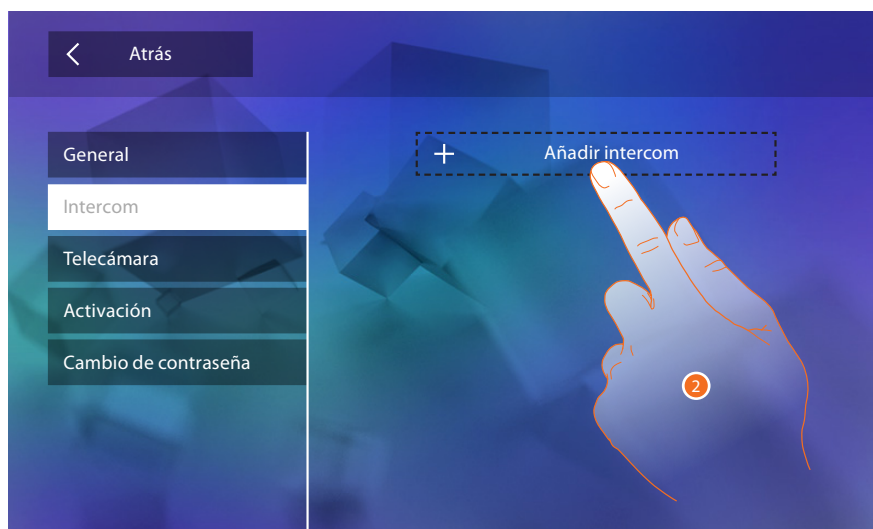 Atrás
General
Intercom
Telecámara
Activación
Cambio de contraseña
Añadir intercom
2